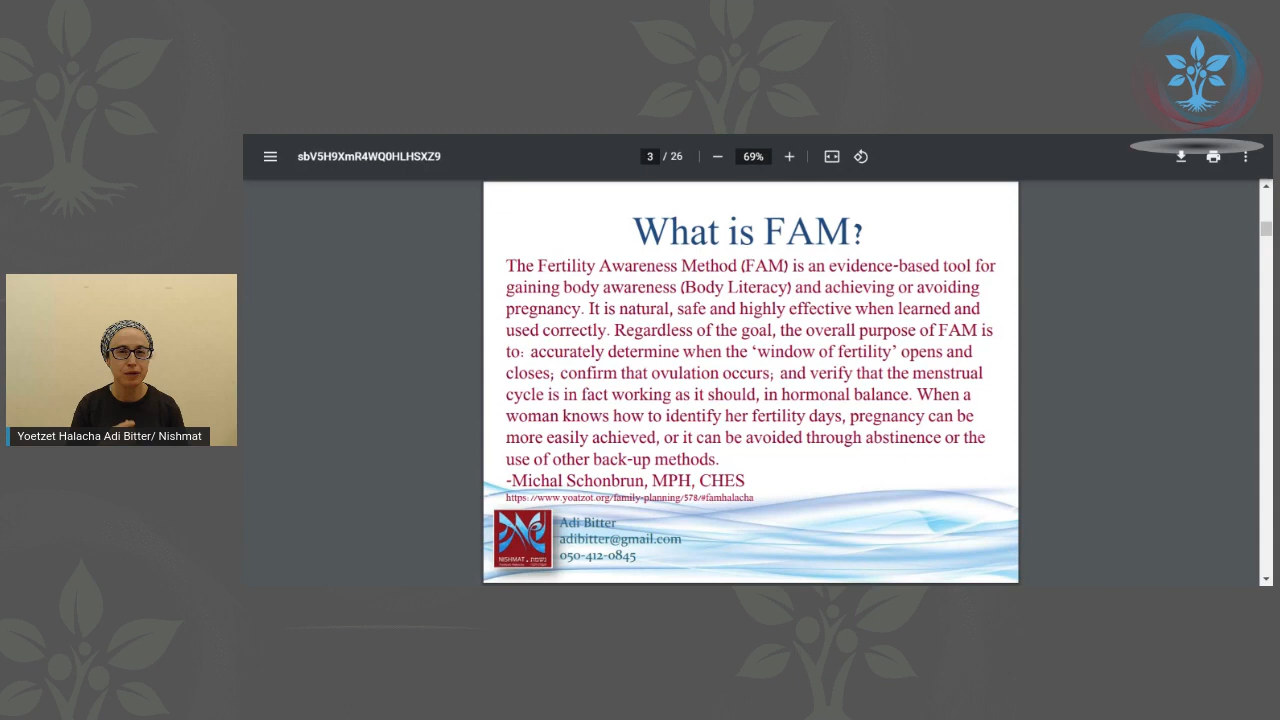 sbV5H9XmR4WQ0HLHSXZ9
3 / 26
69%
What is FAM?
The Fertility Awareness Method (FAM) is an evidence-based tool for
gaining body awareness (Body Literacy) and achieving or avoiding
pregnancy. It is natural, safe and highly effective when learned and
used correctly. Regardless of the goal, the overall purpose of FAM is
to: accurately determine when the ‘window of fertility’ opens and
closes; confirm that ovulation occurs; and verify that the menstrual
cycle is in fact working as it should, in hormonal balance. When a
woman knows how to identify her fertility days, pregnancy can be
more easily achieved, or it can be avoided through abstinence or the
use of other back-up methods.
-Michal Schonbrun, MPH, CHES
https://www.yoatzot.org/family-planning/578/#famhalacha
Adi Bitter
adibitter@gmail.com
050-412-0845
NISHMAT
Yoetzet Halacha Adi Bitter/ Nishmat